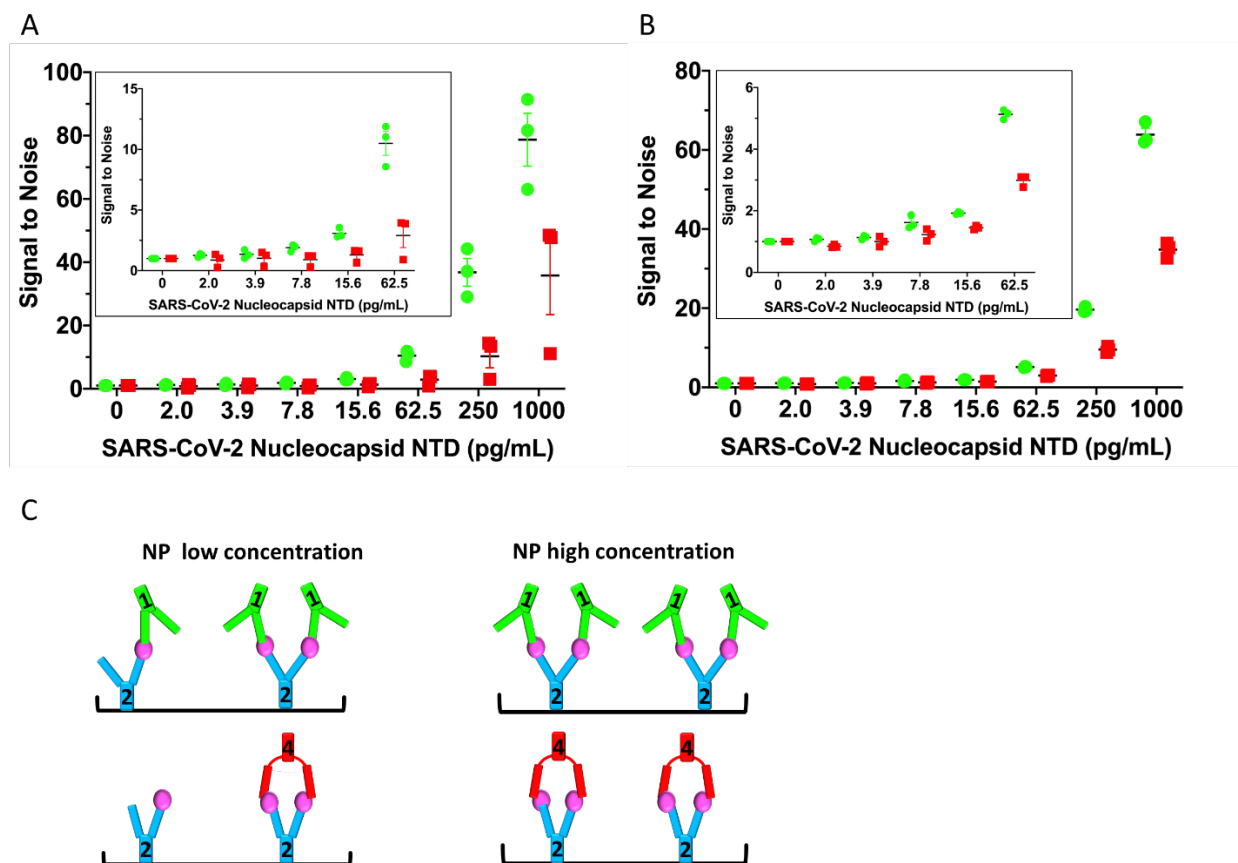 A
Signal to Noise
100
80
60
40
20
0
0 2.0 3.9 7.8 15.6 62.5 250 1000
SARS-CoV-2 Nucleocapsid NTD (pg/mL)
Signal to Noise
15
10
5
0
0 2.0 3.9 7.8 15.6 62.5
SARS-CoV-2 Nucleocapsid NTD (pg/mL)
B
Signal to Noise
80
60
40
20
0
0 2.0 3.9 7.8 15.6 62.5 250 1000
SARS-CoV-2 Nucleocapsid NTD (pg/mL)
Signal to Noise
6
4
2
0
0 2.0 3.9 7.8 15.6 62.5
SARS-CoV-2 Nucleocapsid NTD (pg/mL)
C
NP low concentration NP high concentration
1 1 1 1 1 1 1
2 2 2 2
4 4 4
2 2 2 2